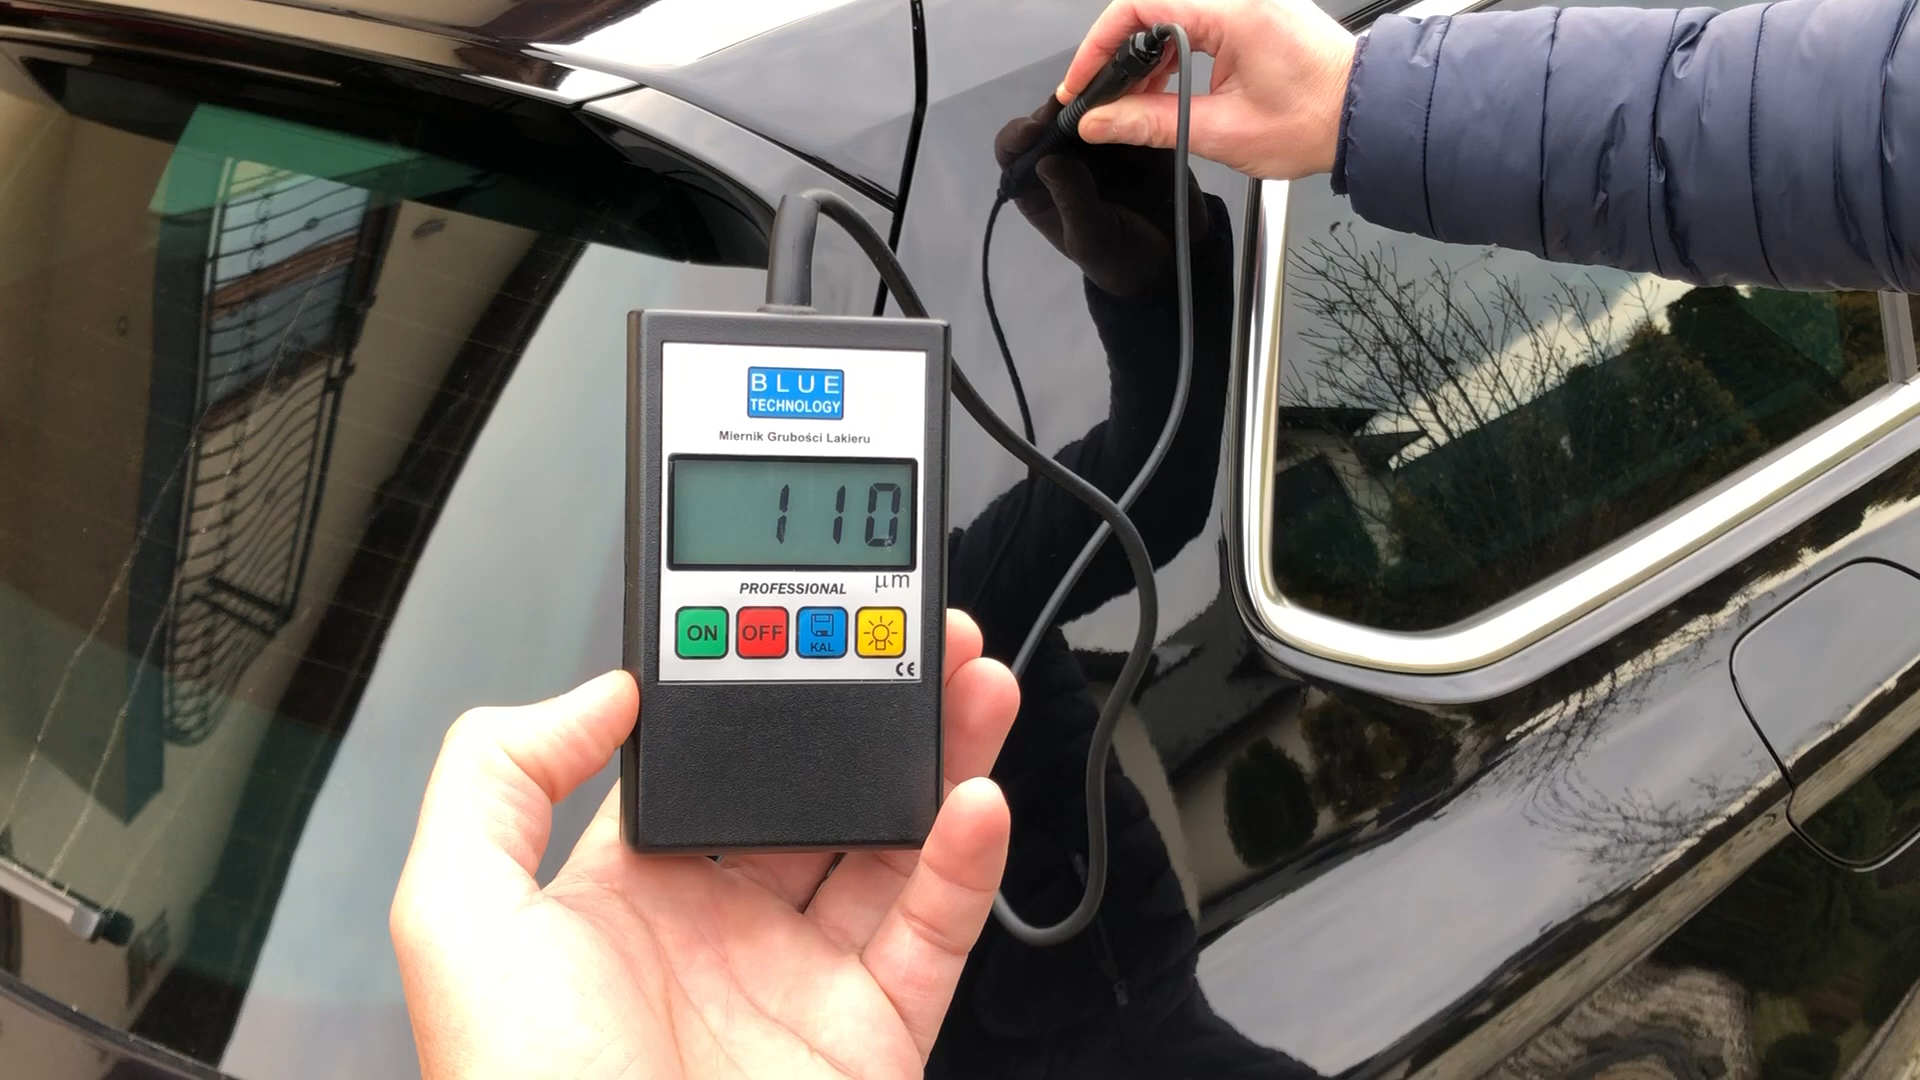 BLUE
TECHNOLOGY
Miernik Grubości Lakieru
110
PROFESSIONAL μm
ON OFF KAL
CE